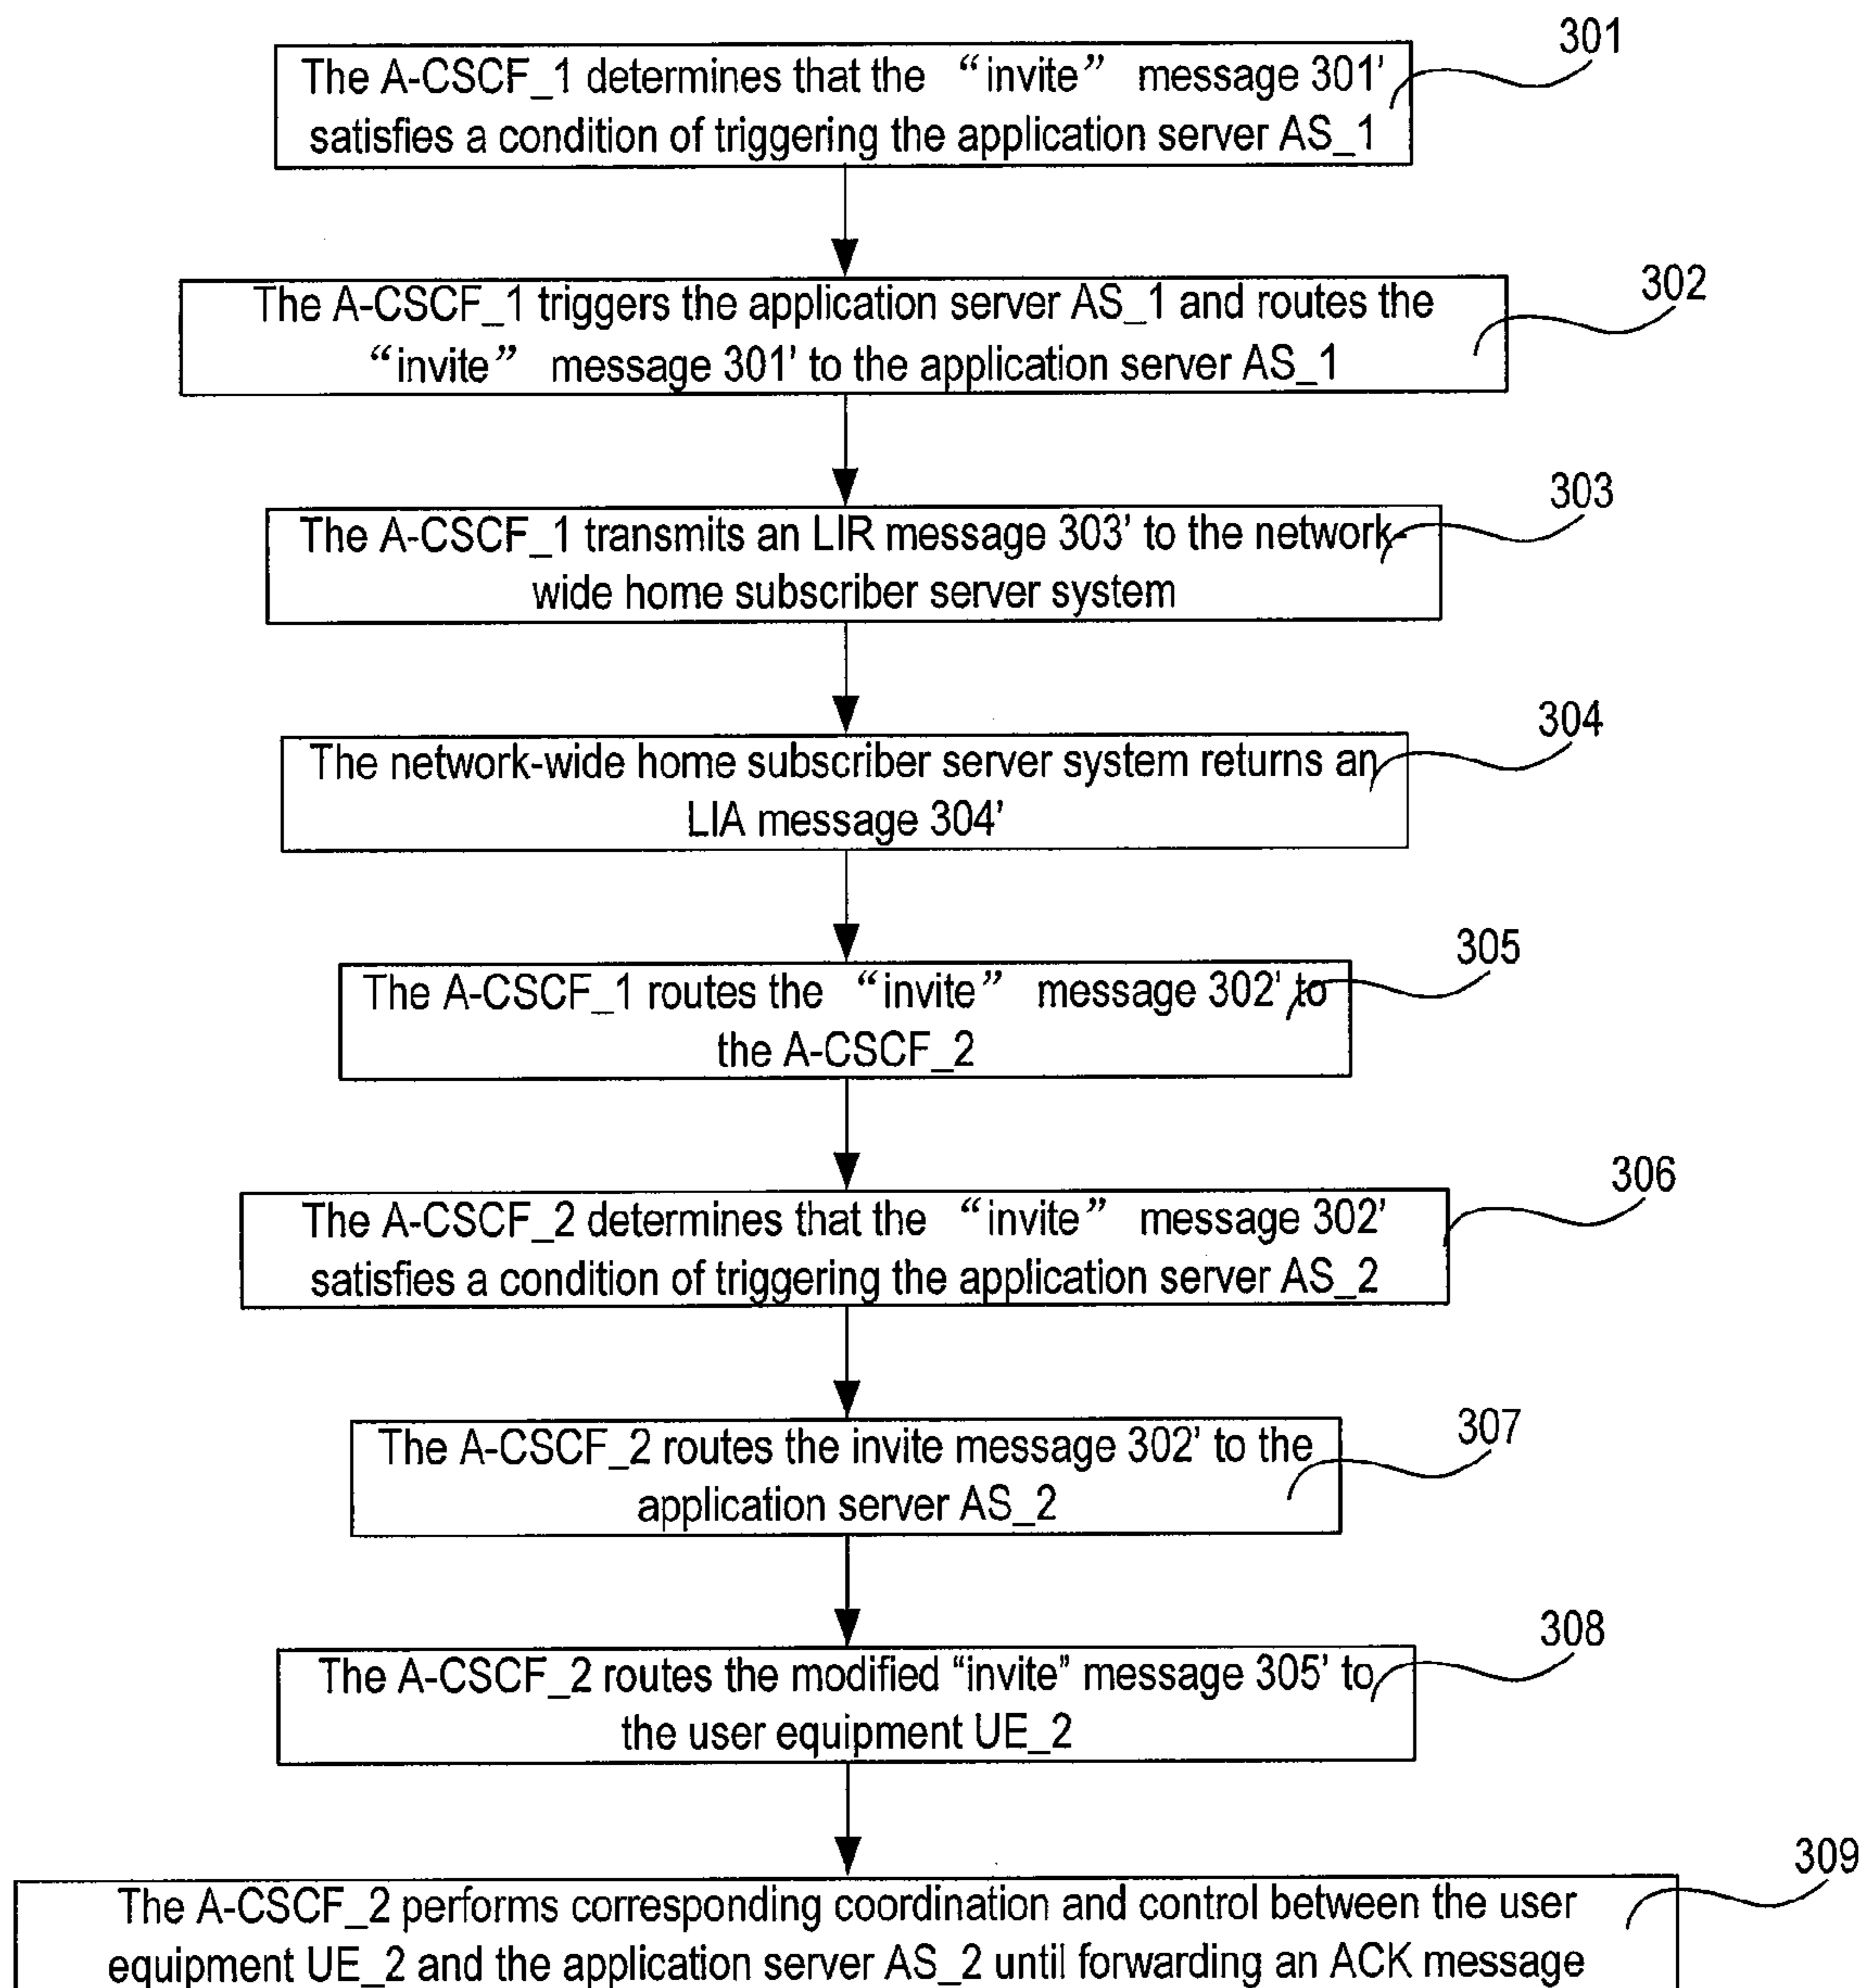 301
The A-CSCF_1 determines that the “invite” message 301'
satisfies a condition of triggering the application server AS_1
302
The A-CSCF_1 triggers the application server AS_1 and routes the
“invite” message 301' to the application server AS_1
303
The A-CSCF_1 transmits an LIR message 303' to the network-
wide home subscriber server system
304
The network-wide home subscriber server system returns an
LIA message 304'
305
The A-CSCF_1 routes the “invite” message 302' to
the A-CSCF_2
306
The A-CSCF_2 determines that the “invite” message 302'
satisfies a condition of triggering the application server AS_2
307
The A-CSCF_2 routes the invite message 302' to the
application server AS_2
308
The A-CSCF_2 routes the modified “invite” message 305' to
the user equipment UE_2
309
The A-CSCF_2 performs corresponding coordination and control between the user
equipment UE_2 and the application server AS_2 until forwarding an ACK message